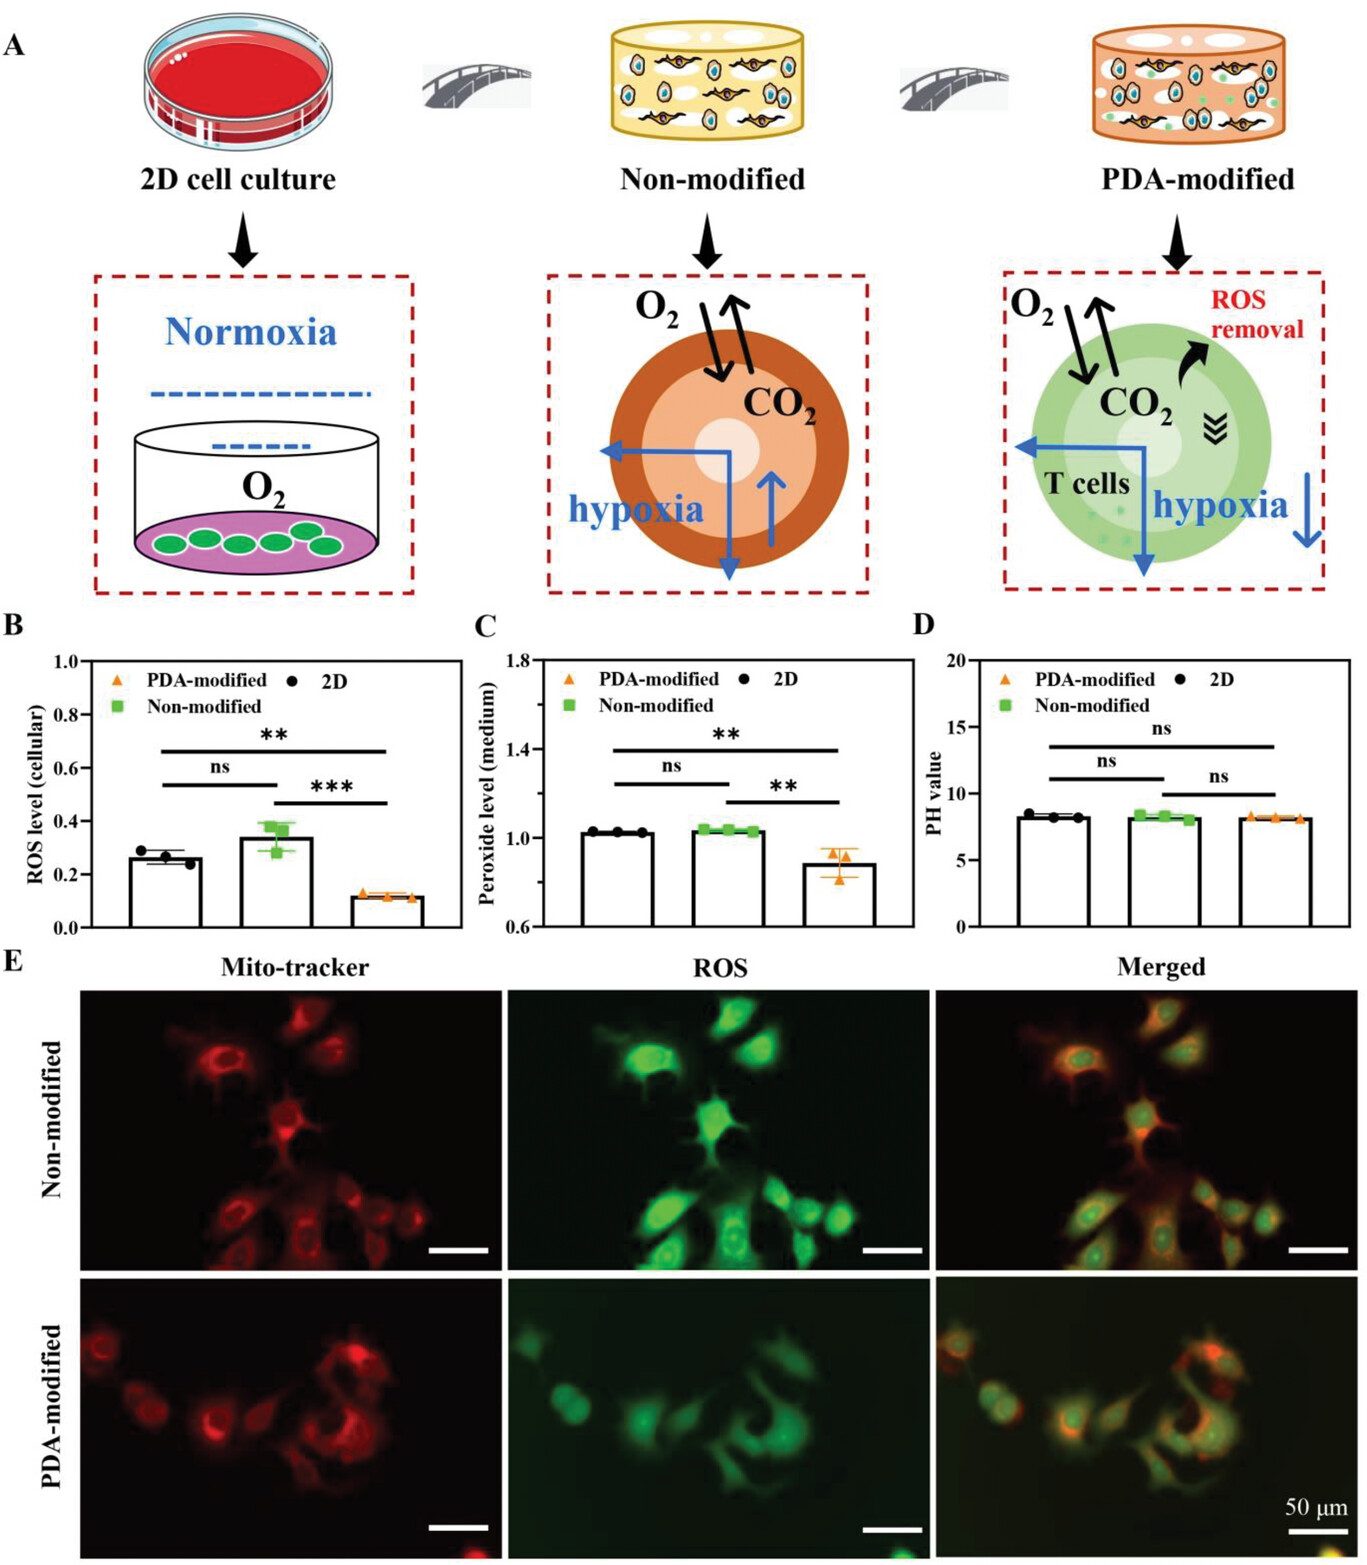 A
2D cell culture
Non-modified
PDA-modified
Normoxia
O2
O2
CO2
hypoxia
O2
ROS
removal
CO2
T cells
hypoxia
B
1.0
0.8
0.6
0.4
0.2
0.0
ROS level (cellular)
PDA-modified
2D
Non-modified
**
ns
***
C
1.8
1.4
1.0
0.6
Peroxide level (medium)
PDA-modified
2D
Non-modified
**
ns
**
D
20
15
10
5
0
PH value
PDA-modified
2D
Non-modified
ns
ns
ns
E
Mito-tracker
ROS
Merged
Non-modified
PDA-modified
50 μm